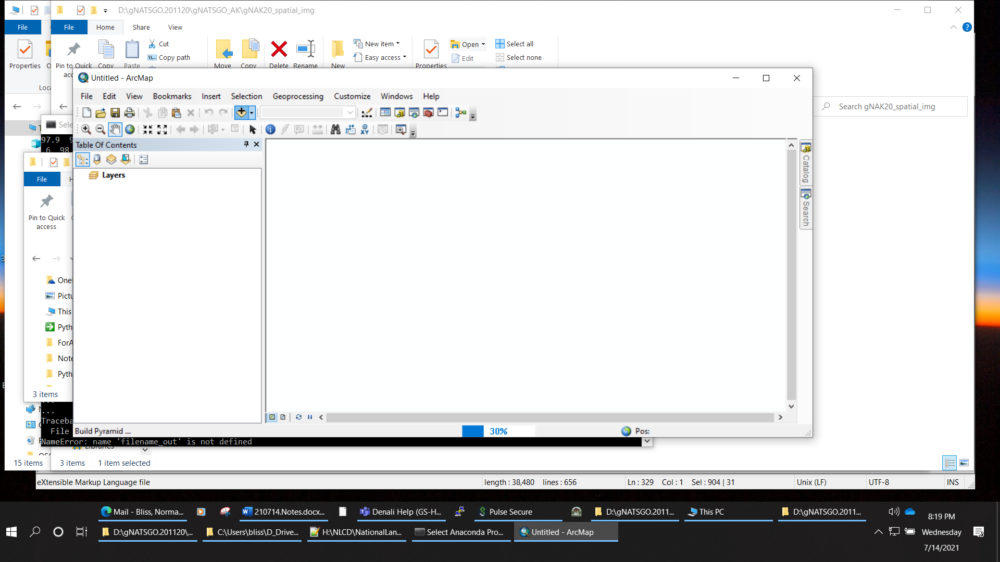 D:\gNATSGO.201120\gNATSGO_AK\gNAK20_spatial_img
File
File Home Share View
Properties
Pin to Quick
Copy
Paste
Cut
Copy path
Move
Copy
Delete
Rename
New
New item
Easy access
Properties
Open
Edit
Select all
Select none
Search gNAK20_spatial_img
Untitled - ArcMap
File Edit View Bookmarks Insert Selection Geoprocessing Customize Windows Help
Table Of Contents
Layers
Catalog
Search
97.9
98
File
Pin to Quick
access
One
Pictu
This
Pyth
ForA
Note
Pyth
3 items
...
...
Traceba
File
NameError: name 'filename_out' is not defined
Build Pyramid ...
30%
Pos:
15 items
3 items 1 item selected
eXtensible Markup Language file
length : 38,480 lines : 656
Ln : 329 Col : 1 Sel : 904 | 31
Unix (LF)
UTF-8
INS
Mail - Bliss, Norma...
210714.Notes.docx...
Denali Help (GS-H...
Pulse Secure
D:\gNATSGO.2011...
This PC
D:\gNATSGO.2011...
D:\gNATSGO.201120\...
C:\Users\bliss\D_Drive...
H:\NLCD\NationalLan...
Select Anaconda Pro...
Untitled - ArcMap
8:19 PM
Wednesday
7/14/2021